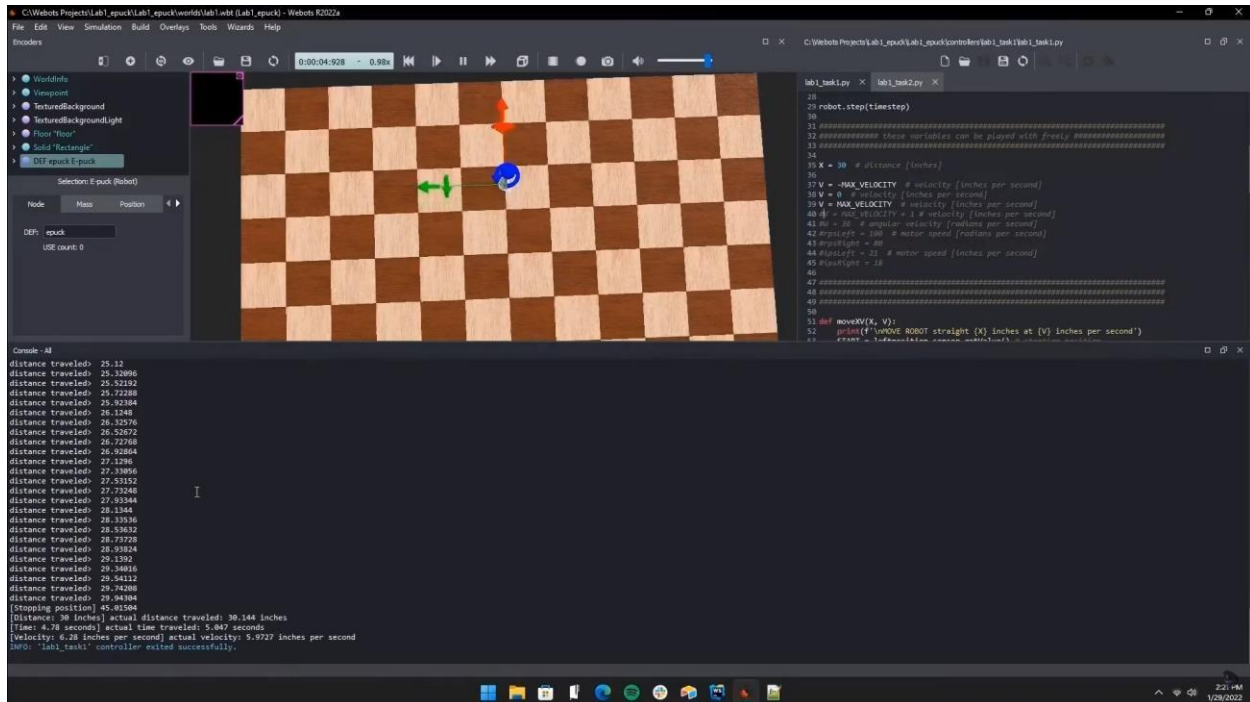 C:\Webots Projects\Lab1_epuck\Lab1_epuck\worlds\lab1.wbt (Lab1_epuck) - Webots R2022a
File Edit View Simulation Build Overlays Tools Wizards Help
Encoders
C:\Webots Projects\Lab1_epuck\Lab1_epuck\controllers\lab1_task1\lab1_task1.py
0:00:04:928 - 0.98x
WorldInfo
Viewpoint
TexturedBackground
TexturedBackgroundLight
Floor "floor"
Solid "Rectangle"
DEF epuck E-puck
Selection: E-puck (Robot)
Node Mass Position
DEF: epuck
USE count: 0
lab1_task1.py × lab1_task2.py ×
28
29 robot.step(timestep)
30
31
32 these variables can be played with freely
33
34
35 X = 30 # distance [inches]
36
37 V = -MAX_VELOCITY # velocity [inches per second]
38 V = 0 # velocity [inches per second]
39 V = MAX_VELOCITY # velocity [inches per second]
40 #V = MAX_VELOCITY + 1 # velocity [inches per second]
41 = 30 # angular velocity [radians per second]
42 #rpsLeft = 100 # motor speed [radians per second]
43 #rpsRight = 80
44 #ipsLeft = 21 # motor speed [inches per second]
45 #ipsRight = 18
46
47
48
49
50
51 def moveXV(X, V):
52 print(f'\nMOVE ROBOT straight {X} inches at {V} inches per second')
Console - All
distance traveled> 25.12
distance traveled> 25.32096
distance traveled> 25.52192
distance traveled> 25.72288
distance traveled> 25.92384
distance traveled> 26.1248
distance traveled> 26.32576
distance traveled> 26.52672
distance traveled> 26.72768
distance traveled> 26.92864
distance traveled> 27.1296
distance traveled> 27.33056
distance traveled> 27.53152
distance traveled> 27.73248
distance traveled> 27.93344
distance traveled> 28.1344
distance traveled> 28.33536
distance traveled> 28.53632
distance traveled> 28.73728
distance traveled> 28.93824
distance traveled> 29.1392
distance traveled> 29.34016
distance traveled> 29.54112
distance traveled> 29.74208
distance traveled> 29.94304
[Stopping position] 45.01504
[Distance: 30 inches] actual distance traveled: 30.144 inches
[Time: 4.78 seconds] actual time traveled: 5.047 seconds
[Velocity: 6.28 inches per second] actual velocity: 5.9727 inches per second
INFO: 'lab1_task1' controller exited successfully.
2:21 PM
1/29/2022